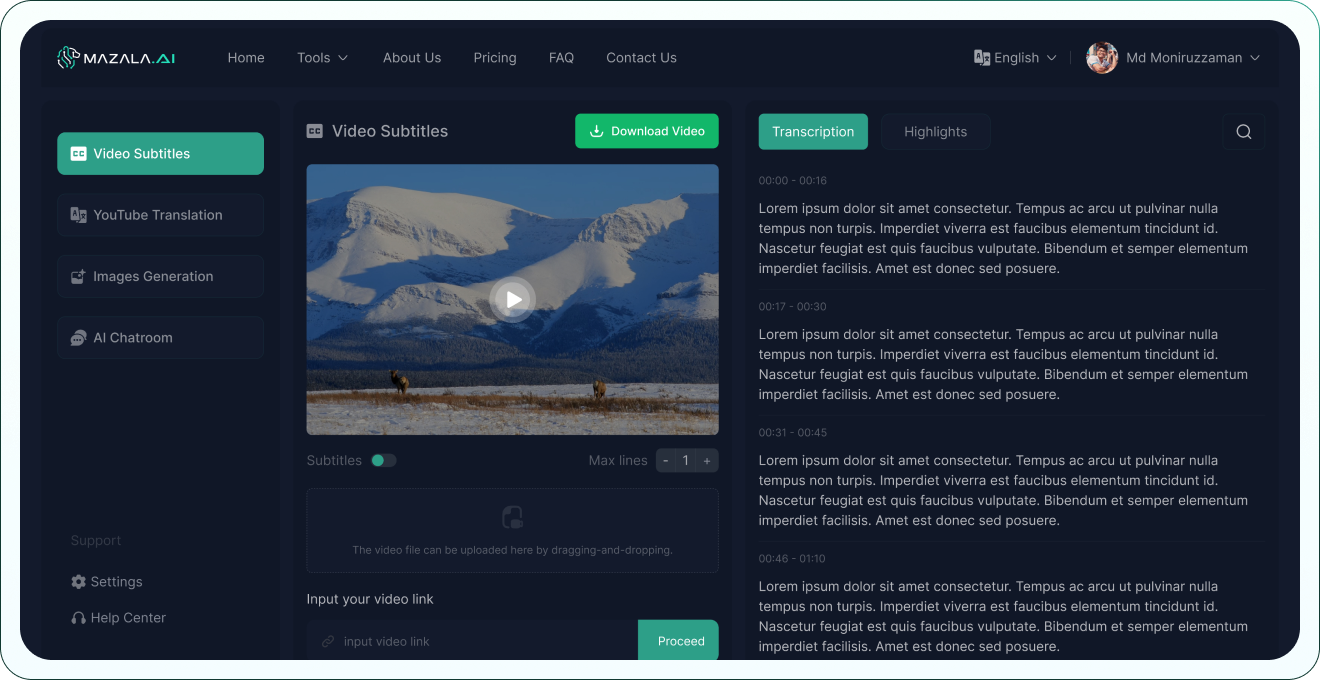 MAZALA.AI
Home
Tools
About Us
Pricing
FAQ
Contact Us
English
Md Moniruzzaman
CC Video Subtitles
YouTube Translation
Images Generation
AI Chatroom
Support
Settings
Help Center
CC Video Subtitles
Download Video
Subtitles
Max lines - 1 +
The video file can be uploaded here by dragging-and-dropping.
Input your video link
input video link
Proceed
Transcription
Highlights
00:00 - 00:16
Lorem ipsum dolor sit amet consectetur. Tempus ac arcu ut pulvinar nulla
tempus non turpis. Imperdiet viverra est faucibus elementum tincidunt id.
Nascetur feugiat est quis faucibus vulputate. Bibendum et semper elementum
imperdiet facilisis. Amet est donec sed posuere.
00:17 - 00:30
Lorem ipsum dolor sit amet consectetur. Tempus ac arcu ut pulvinar nulla
tempus non turpis. Imperdiet viverra est faucibus elementum tincidunt id.
Nascetur feugiat est quis faucibus vulputate. Bibendum et semper elementum
imperdiet facilisis. Amet est donec sed posuere.
00:31 - 00:45
Lorem ipsum dolor sit amet consectetur. Tempus ac arcu ut pulvinar nulla
tempus non turpis. Imperdiet viverra est faucibus elementum tincidunt id.
Nascetur feugiat est quis faucibus vulputate. Bibendum et semper elementum
imperdiet facilisis. Amet est donec sed posuere.
00:46 - 01:10
Lorem ipsum dolor sit amet consectetur. Tempus ac arcu ut pulvinar nulla
tempus non turpis. Imperdiet viverra est faucibus elementum tincidunt id.
Nascetur feugiat est quis faucibus vulputate. Bibendum et semper elementum
imperdiet facilisis. Amet est donec sed posuere.